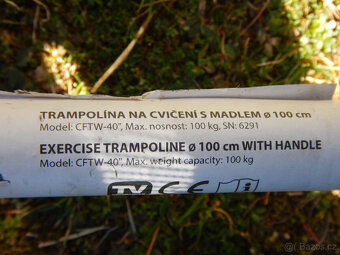 TRAMPOLÍNA NA CVIČENÍ S MADLEM ø 100 cm
Model: CFTW-40", Max. nosnost: 100 kg, SN: 6291
EXERCISE TRAMPOLINE ø 100 cm WITH HANDLE
Model: CFTW-40", Max. weight capacity: 100 kg
TÜV CE i
Bazos.cz